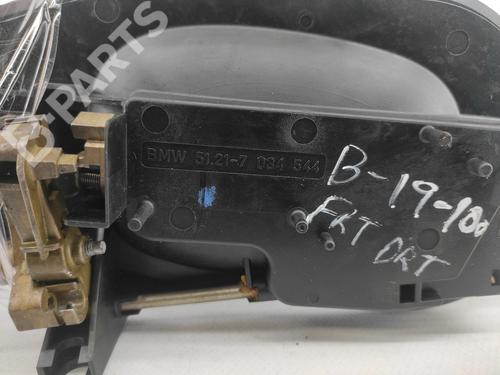 D-PARTS
BMW 51.21-7 034 544
B-19-100
FRT
DRT